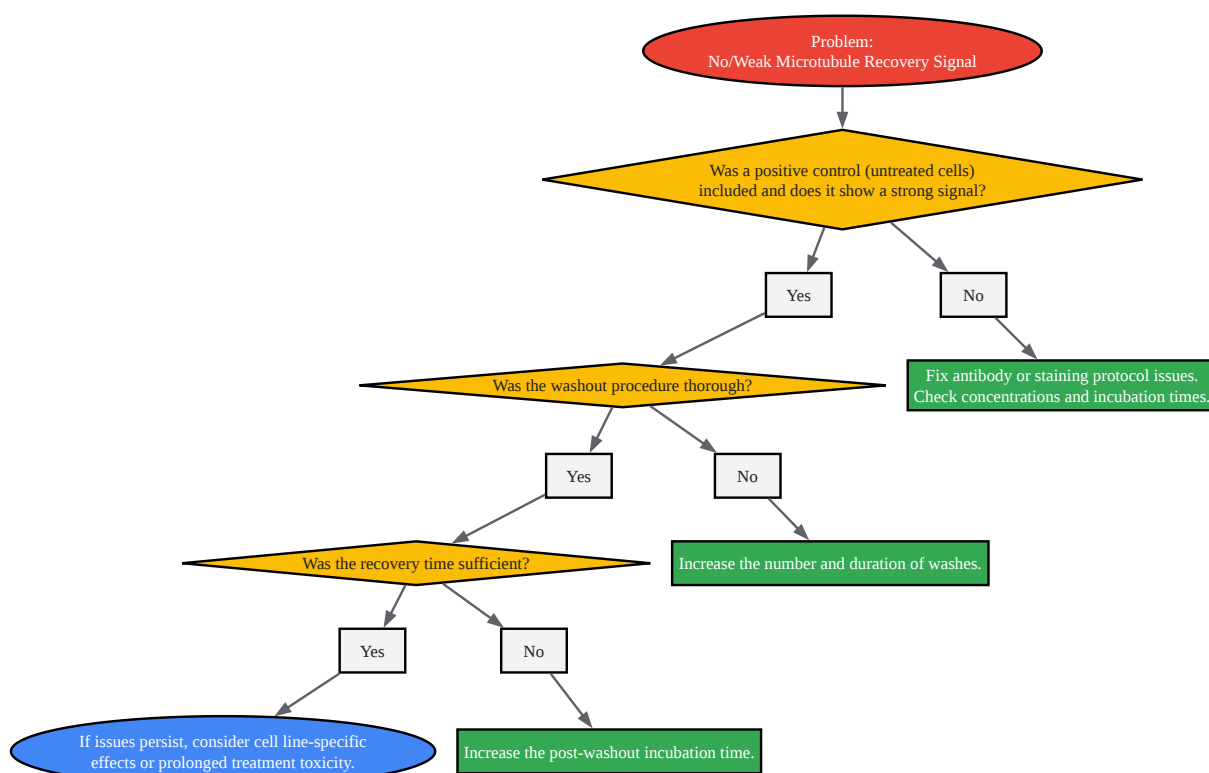 Problem:
No/Weak Microtubule Recovery Signal
Was a positive control (untreated cells)
included and does it show a strong signal?
Yes
No
Fix antibody or staining protocol issues.
Check concentrations and incubation times.
Was the washout procedure thorough?
Yes
No
Increase the number and duration of washes.
Was the recovery time sufficient?
Yes
No
If issues persist, consider cell line-specific
effects or prolonged treatment toxicity.
Increase the post-washout incubation time.